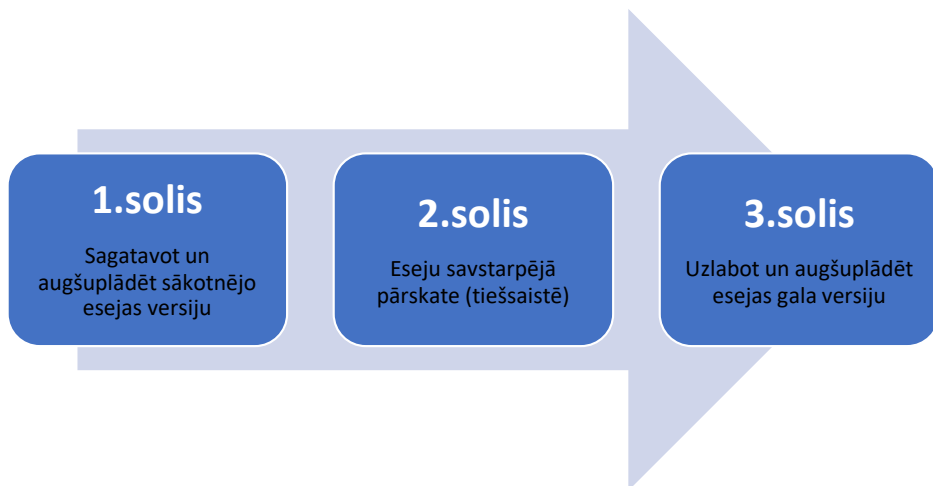 1.solis
Sagatavot un
augšuplādēt sākotnējo
esejas versiju
2.solis
Eseju savstarpējā
pārskate (tiešsaistē)
3.solis
Uzlabot un augšuplādēt
esejas gala versiju